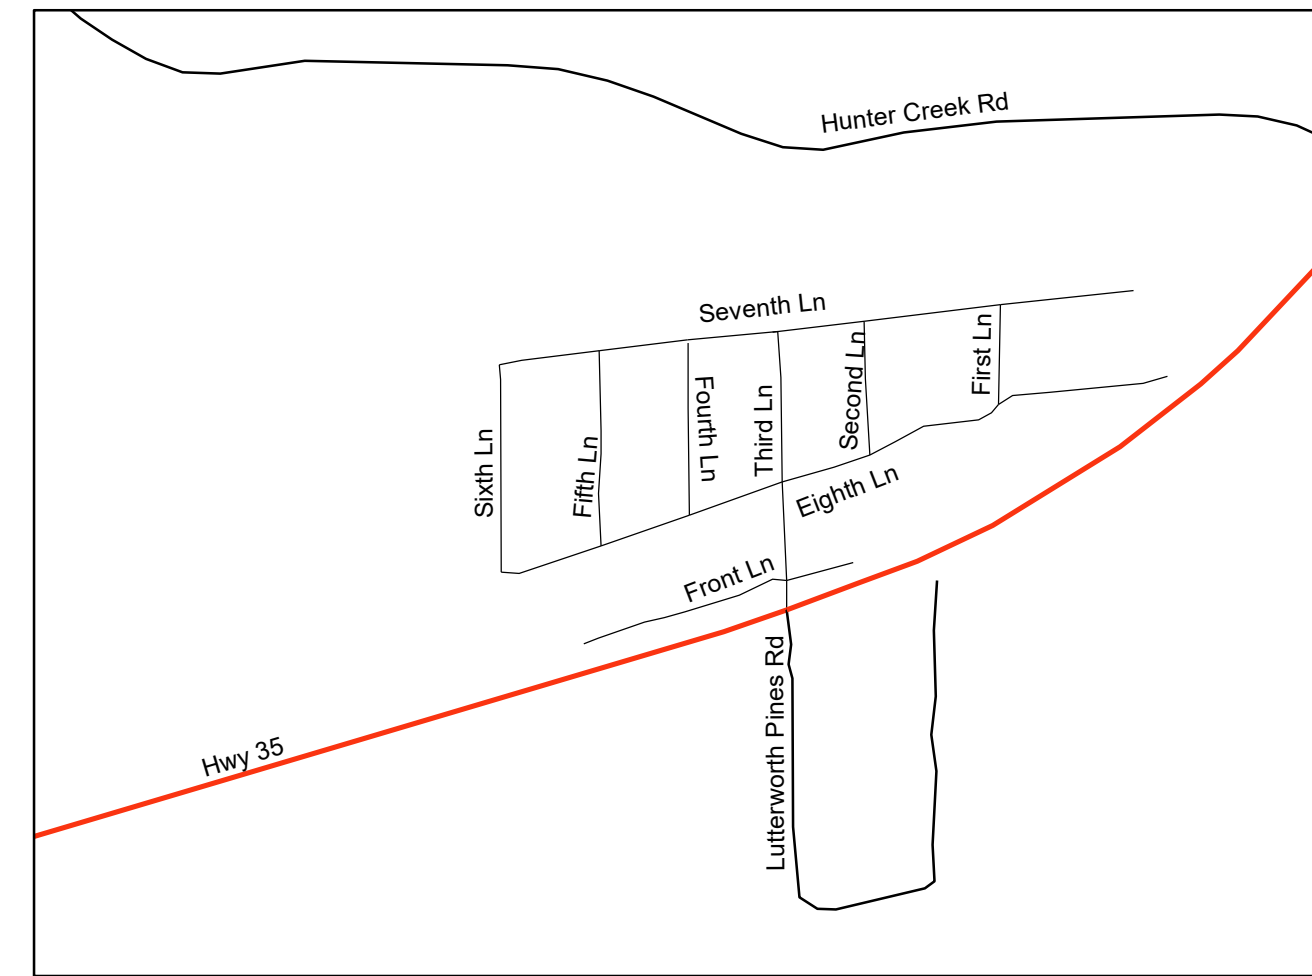 Hunter Creek Rd
Seventh Ln
First Ln
Second Ln
Third Ln
Fourth Ln
Fifth Ln
Sixth Ln
Eighth Ln
Front Ln
Lutterworth Pines Rd
Hwy 35